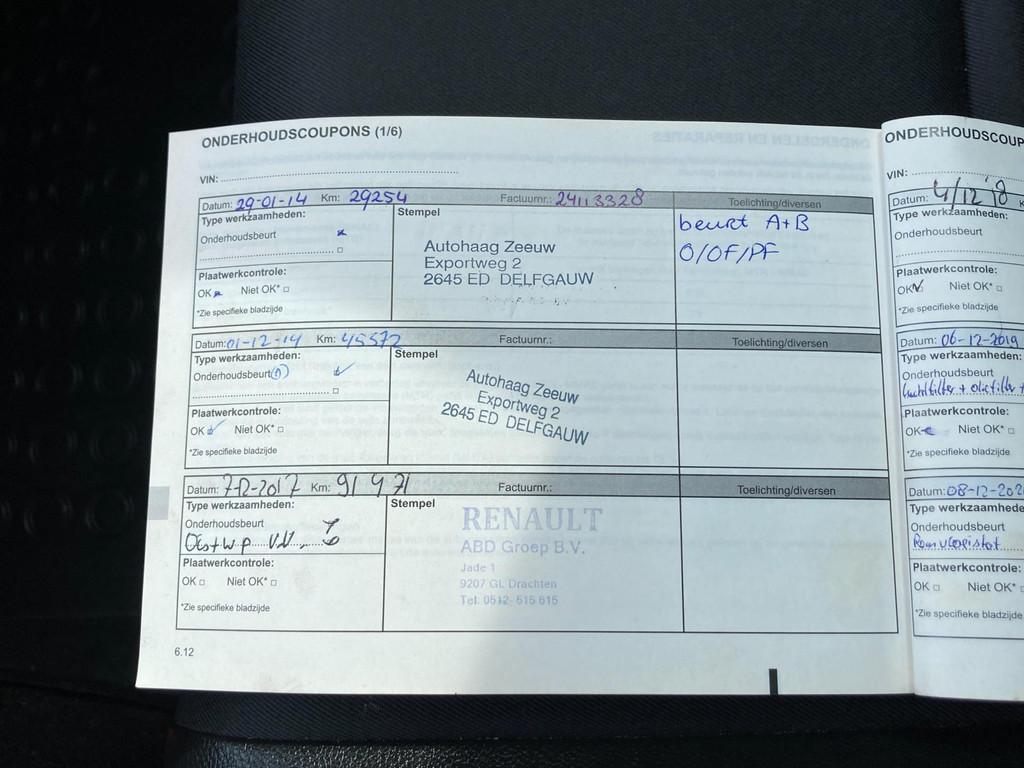 ONDERHOUDSCOUPONS (1/6)
VIN:
Datum: 29-01-14 Km: 29254 Factuurnr.: 24113328 Toelichting/diversen
Type werkzaamheden:
Onderhoudsbeurt
Stempel
Autohaag Zeeuw
Exportweg 2
2645 ED DELFGAUW
beurt A+B
O/OF/PF
Plaatwerkcontrole:
OK Niet OK*
*Zie specifieke bladzijde
Datum: 01-12-14 Km: 45572 Factuurnr.: Toelichting/diversen
Type werkzaamheden:
Onderhoudsbeurt
Stempel
Autohaag Zeeuw
Exportweg 2
2645 ED DELFGAUW
Plaatwerkcontrole:
OK Niet OK*
*Zie specifieke bladzijde
Datum: 7-12-2017 Km: 91971 Factuurnr.: Toelichting/diversen
Type werkzaamheden:
Onderhoudsbeurt
Stempel
RENAULT
ABD Groep B.V.
Jade 1
9207 GL Drachten
Tel. 0512-515 615
Plaatwerkcontrole:
OK Niet OK*
*Zie specifieke bladzijde
6.12
ONDERHOUDSCOUP
VIN:
Datum: 4/12 '18
Type werkzaamheden:
Onderhoudsbeurt
Plaatwerkcontrole:
OK Niet OK*
*Zie specifieke bladzijde
Datum: 06-12-2019
Type werkzaamheden:
Onderhoudsbeurt
Luchtfilter + oliefilter +
Plaatwerkcontrole:
OK Niet OK*
*Zie specifieke bladzijde
Datum: 08-12-202
Type werkzaamhede
Onderhoudsbeurt
Plaatwerkcontrole:
OK Niet OK*
*Zie specifieke bladzijde